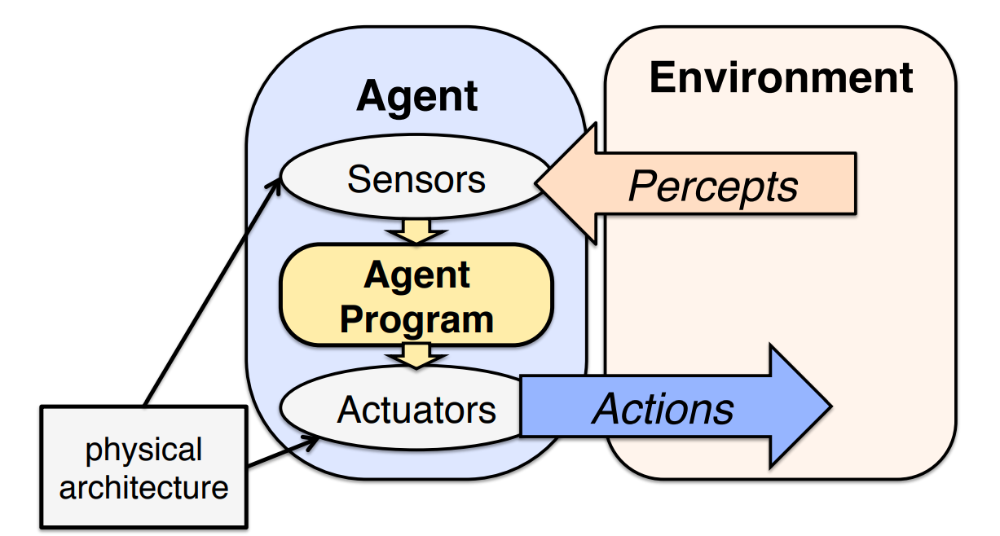 Agent
Environment
Sensors
Percepts
Agent
Program
Actuators
Actions
physical
architecture